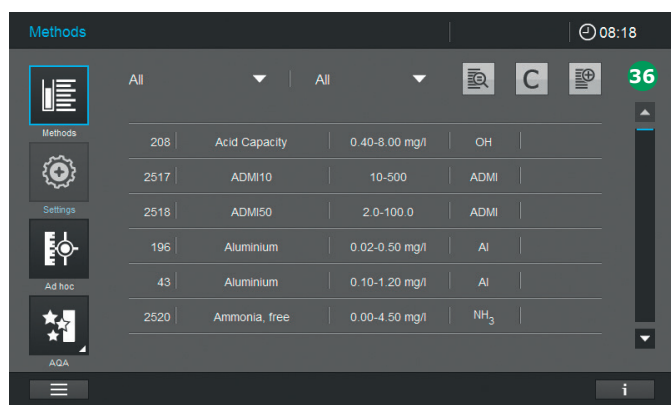 Methods 08:18
All All C 36
Methods
208 Acid Capacity 0.40-8.00 mg/l OH
2517 ADMI10 10-500 ADMI
Settings
2518 ADMI50 2.0-100.0 ADMI
196 Aluminium 0.02-0.50 mg/l Al
43 Aluminium 0.10-1.20 mg/l Al
Ad hoc
2520 Ammonia, free 0.00-4.50 mg/l NH3
AQA
i